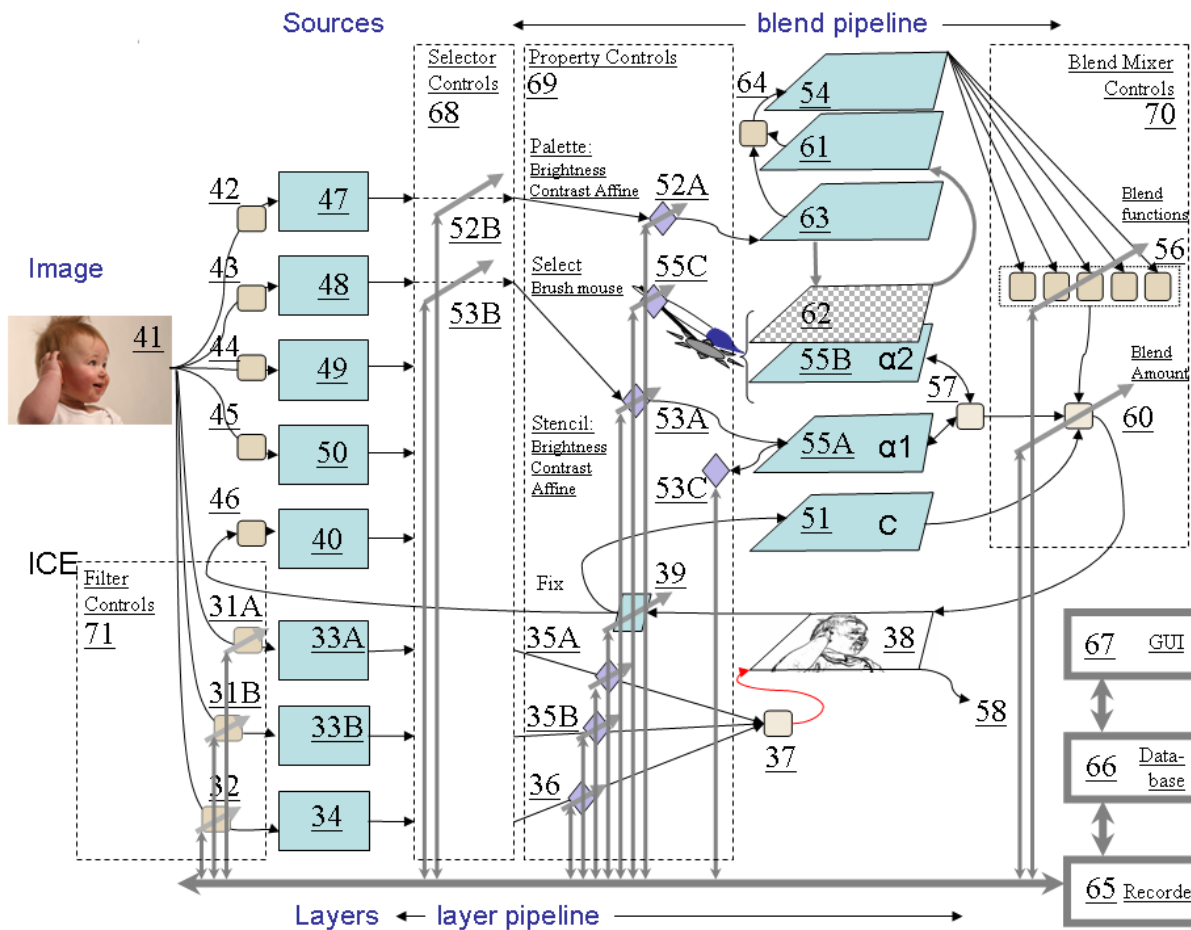 Sources
blend pipeline
Selector
Controls
68
Property Controls
69
Blend Mixer
Controls
70
64
54
61
63
Palette:
Brightness
Contrast Affine
52A
42
47
52B
Blend
functions
56
Image
43
48
53B
Select
Brush mouse
55C
62
41
44
49
55B α2
57
Blend
Amount
60
45
50
Stencil:
Brightness
Contrast
Affine
53A
55A α1
53C
46
40
51 C
ICE
Filter
Controls
71
Fix
39
31A
33A
35A
38
67 GUI
31B
33B
35B
37
58
66 Data-
base
32
34
36
65 Recorde
Layers
layer pipeline